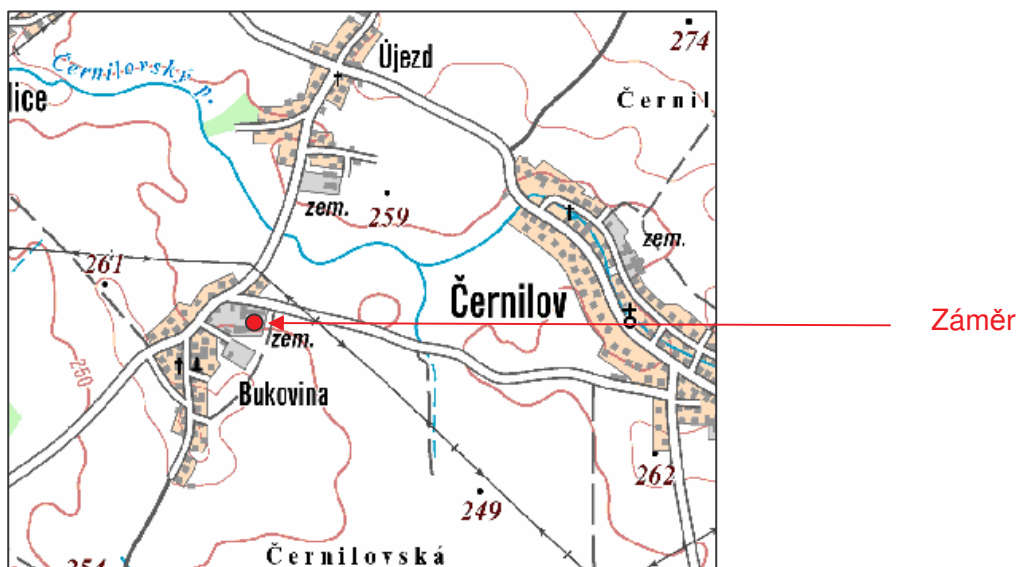 274
Újezd
Černilovský p.
lice
Černil
zem.
259
zem.
261
Černilov
Záměr
zem.
250
Bukovina
262
249
Černilovská
254